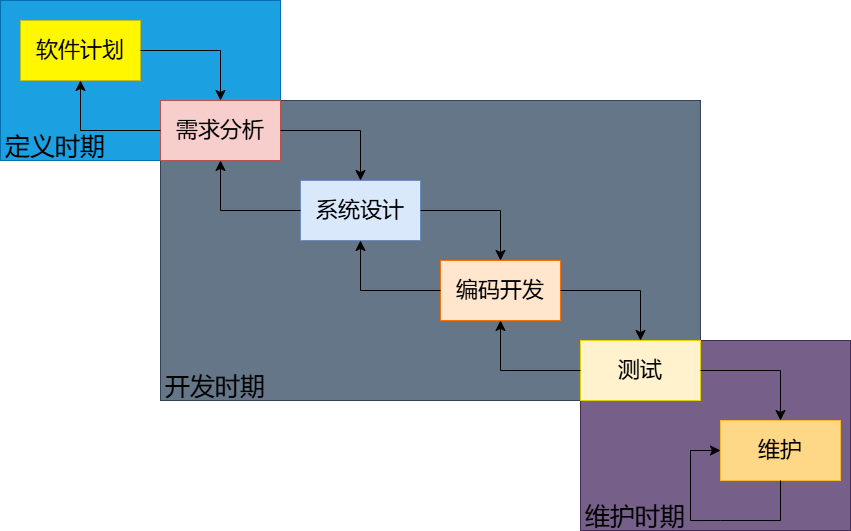 软件计划
需求分析
定义时期
系统设计
编码开发
测试
开发时期
维护
维护时期